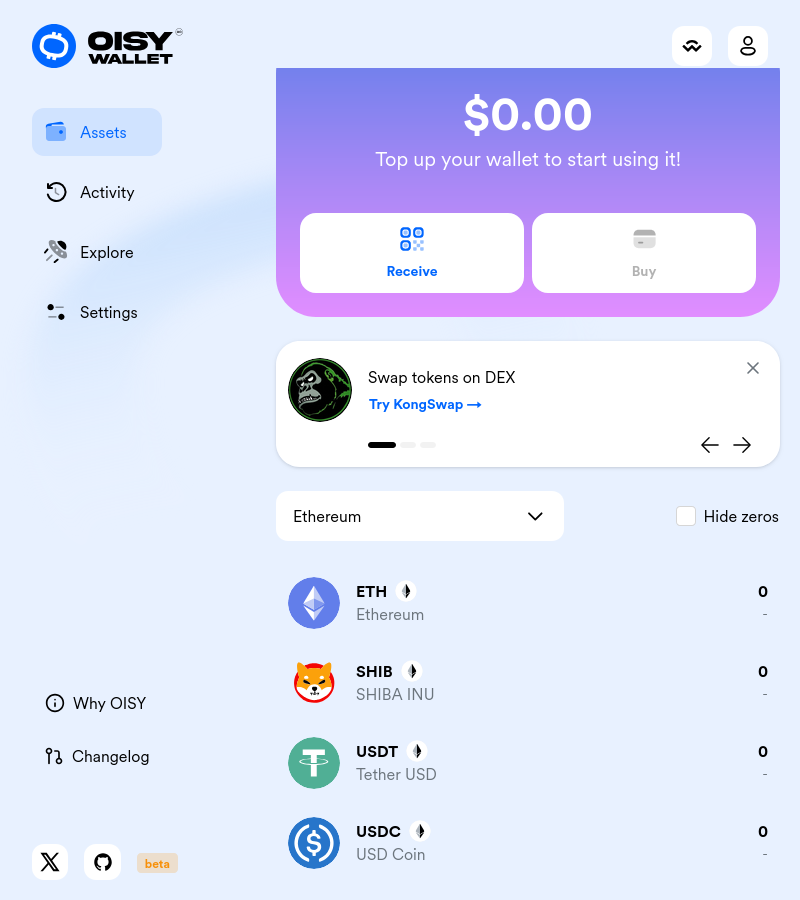 OISY
WALLET
Assets
Activity
Explore
Settings
Why OISY
Changelog
beta
$0.00
Top up your wallet to start using it!
Receive
Buy
Swap tokens on DEX
Try KongSwap →
Ethereum
Hide zeros
ETH
0
Ethereum
-
SHIB
0
SHIBA INU
-
USDT
0
Tether USD
-
USDC
0
USD Coin
-